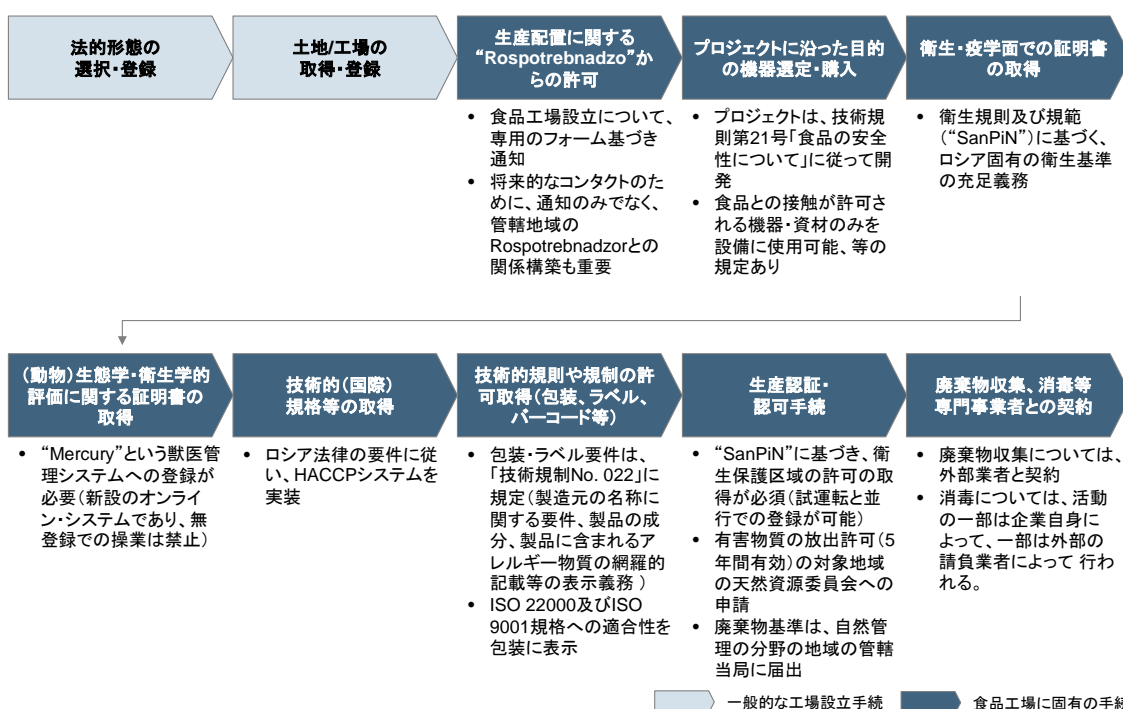 法的形態の
選択・登録
土地/工場の
取得・登録
生産配置に関する
“Rospotrebnadzo”か
らの許可
プロジェクトに沿った目的
の機器選定・購入
衛生・疫学面での証明書
の取得
• 食品工場設立について、
専用のフォーム基づき
通知
• 将来的なコンタクトのた
めに、通知のみでなく、
管轄地域の
Rospotrebnadzorとの
関係構築も重要
• プロジェクトは、技術規
則第21号「食品の安全
性について」に従って開
発
• 食品との接触が許可さ
れる機器・資材のみを
設備に使用可能、等の
規定あり
• 衛生規則及び規範
(“SanPiN”)に基づく、
ロシア固有の衛生基準
の充足義務
(動物)生態学・衛生学的
評価に関する証明書の
取得
技術的(国際)
規格等の取得
技術的規則や規制の許
可取得(包装、ラベル、
バーコード等)
生産認証・
認可手続
廃棄物収集、消毒等
専門事業者との契約
• “Mercury”という獣医管
理システムへの登録が
必要(新設のオンライ
ン・システムであり、無
登録での操業は禁止)
• ロシア法律の要件に従
い、HACCPシステムを
実装
• 包装・ラベル要件は、
「技術規制No. 022」に
規定(製造元の名称に
関する要件、製品の成
分、製品に含まれるア
レルギー物質の網羅的
記載等の表示義務 )
• ISO 22000及びISO
9001規格への適合性を
包装に表示
• “SanPiN”に基づき、衛
生保護区域の許可の取
得が必須(試運転と並
行での登録が可能)
• 有害物質の放出許可(5
年間有効)の対象地域
の天然資源委員会への
申請
• 廃棄物基準は、自然管
理の分野の地域の管轄
当局に届出
• 廃棄物収集については、
外部業者と契約
• 消毒については、活動
の一部は企業自身に
よって、一部は外部の
請負業者によって 行わ
れる。
一般的な工場設立手続
食品工場に固有の手続